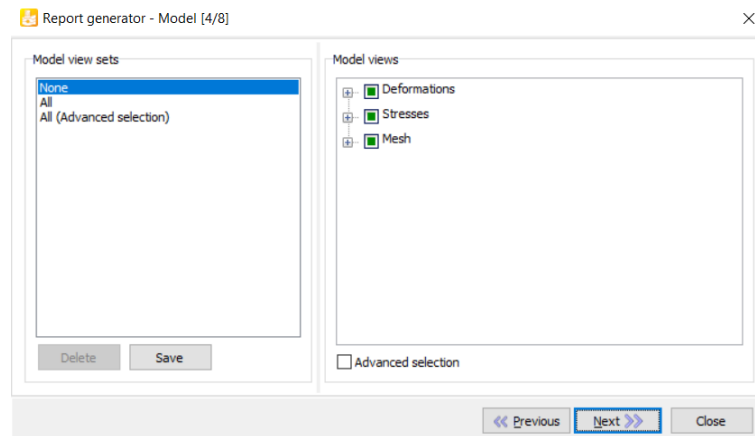 Report generator - Model [4/8]
Model view sets
None
All
All (Advanced selection)
Delete
Save
Model views
Deformations
Stresses
Mesh
Advanced selection
Previous
Next
Close